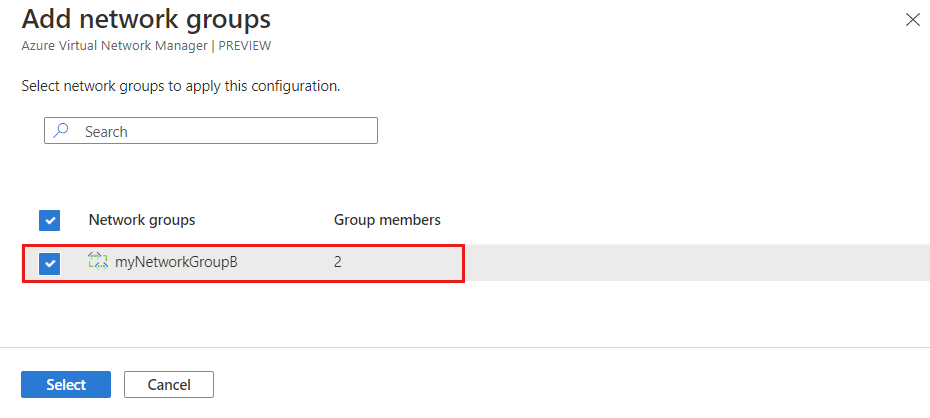 Add network groups
Azure Virtual Network Manager | PREVIEW
Select network groups to apply this configuration.
Search
Network groups Group members
myNetworkGroupB 2
Select Cancel